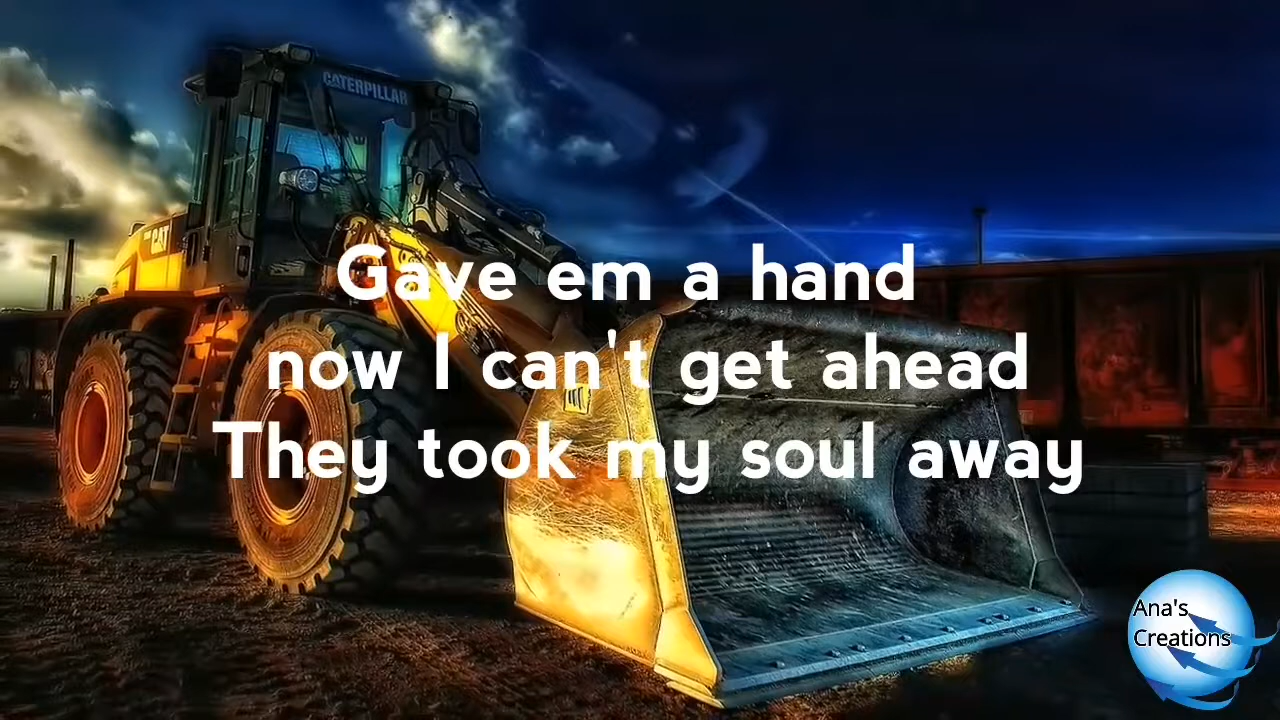 CATERPILLAR
CAT
Gave em a hand
now I can't get ahead
They took my soul away
Ana's
Creations